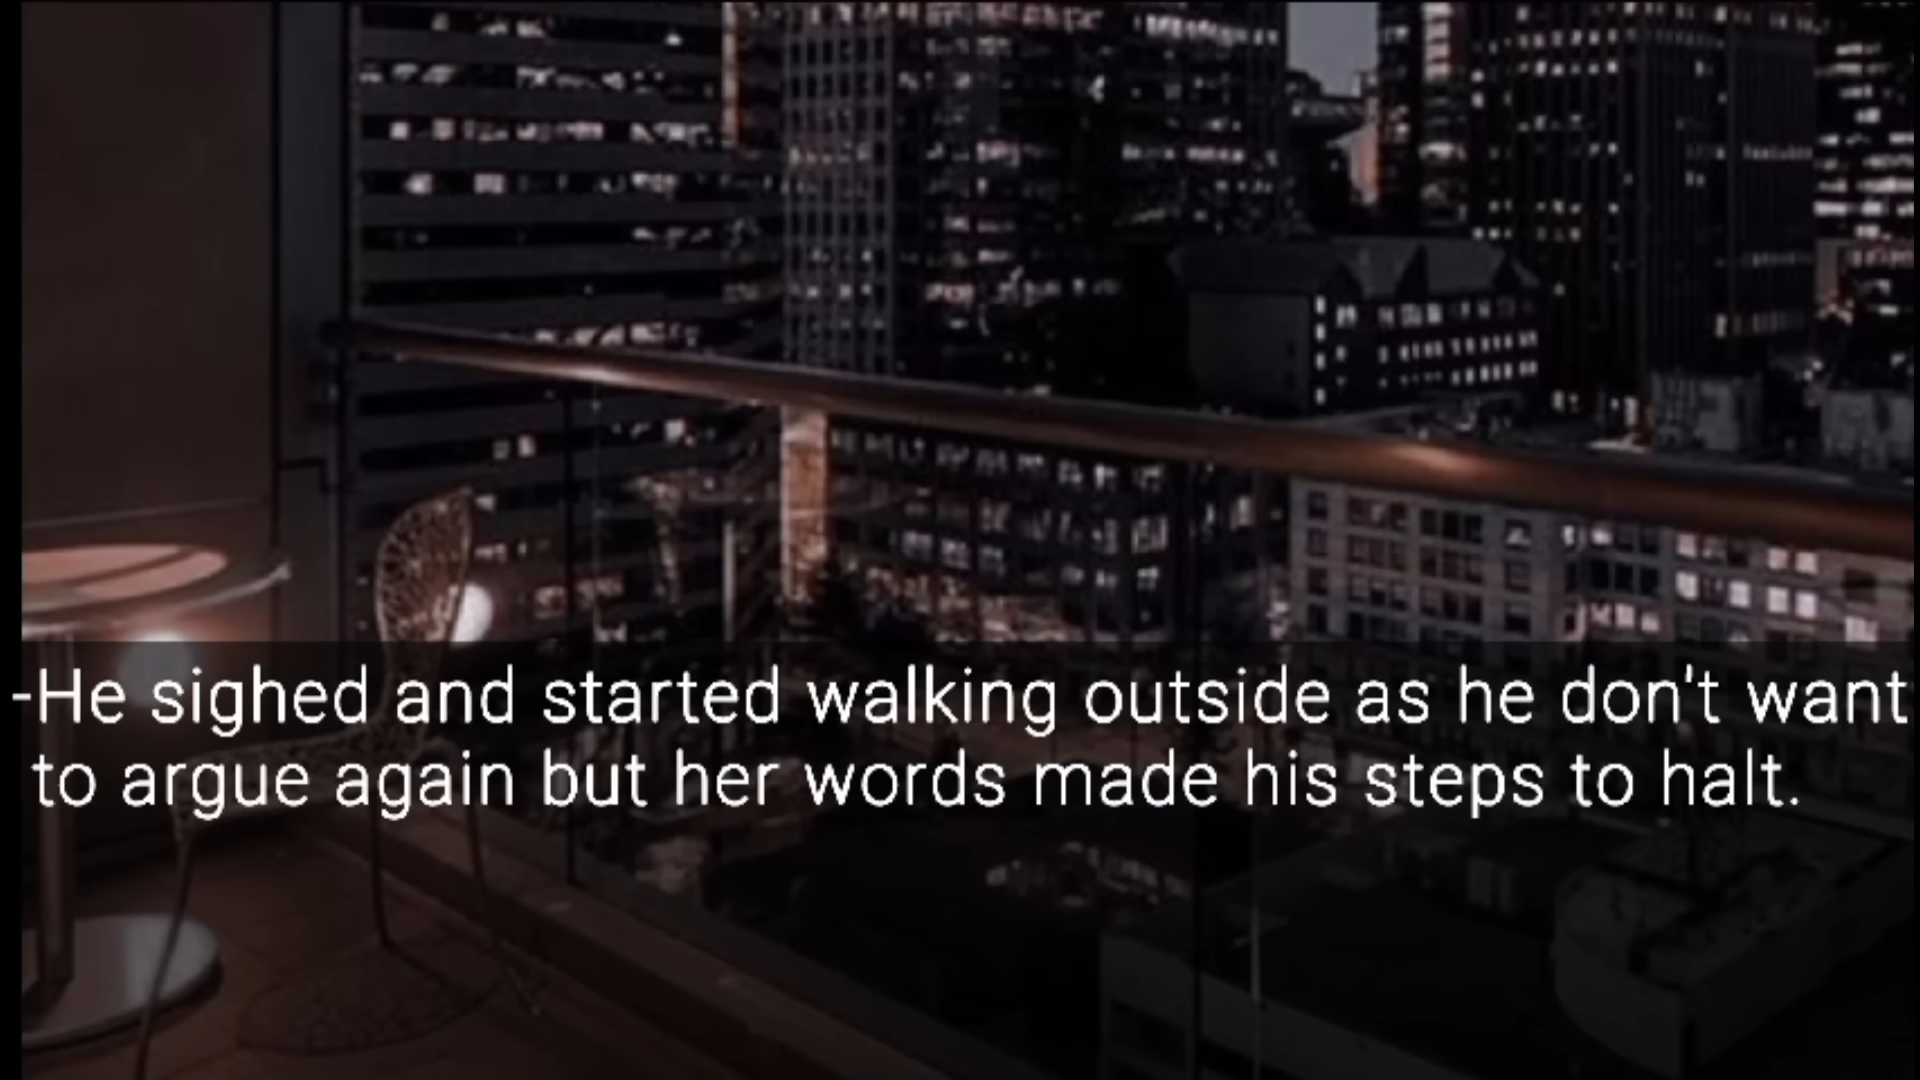 -He sighed and started walking outside as he don't want
to argue again but her words made his steps to halt.